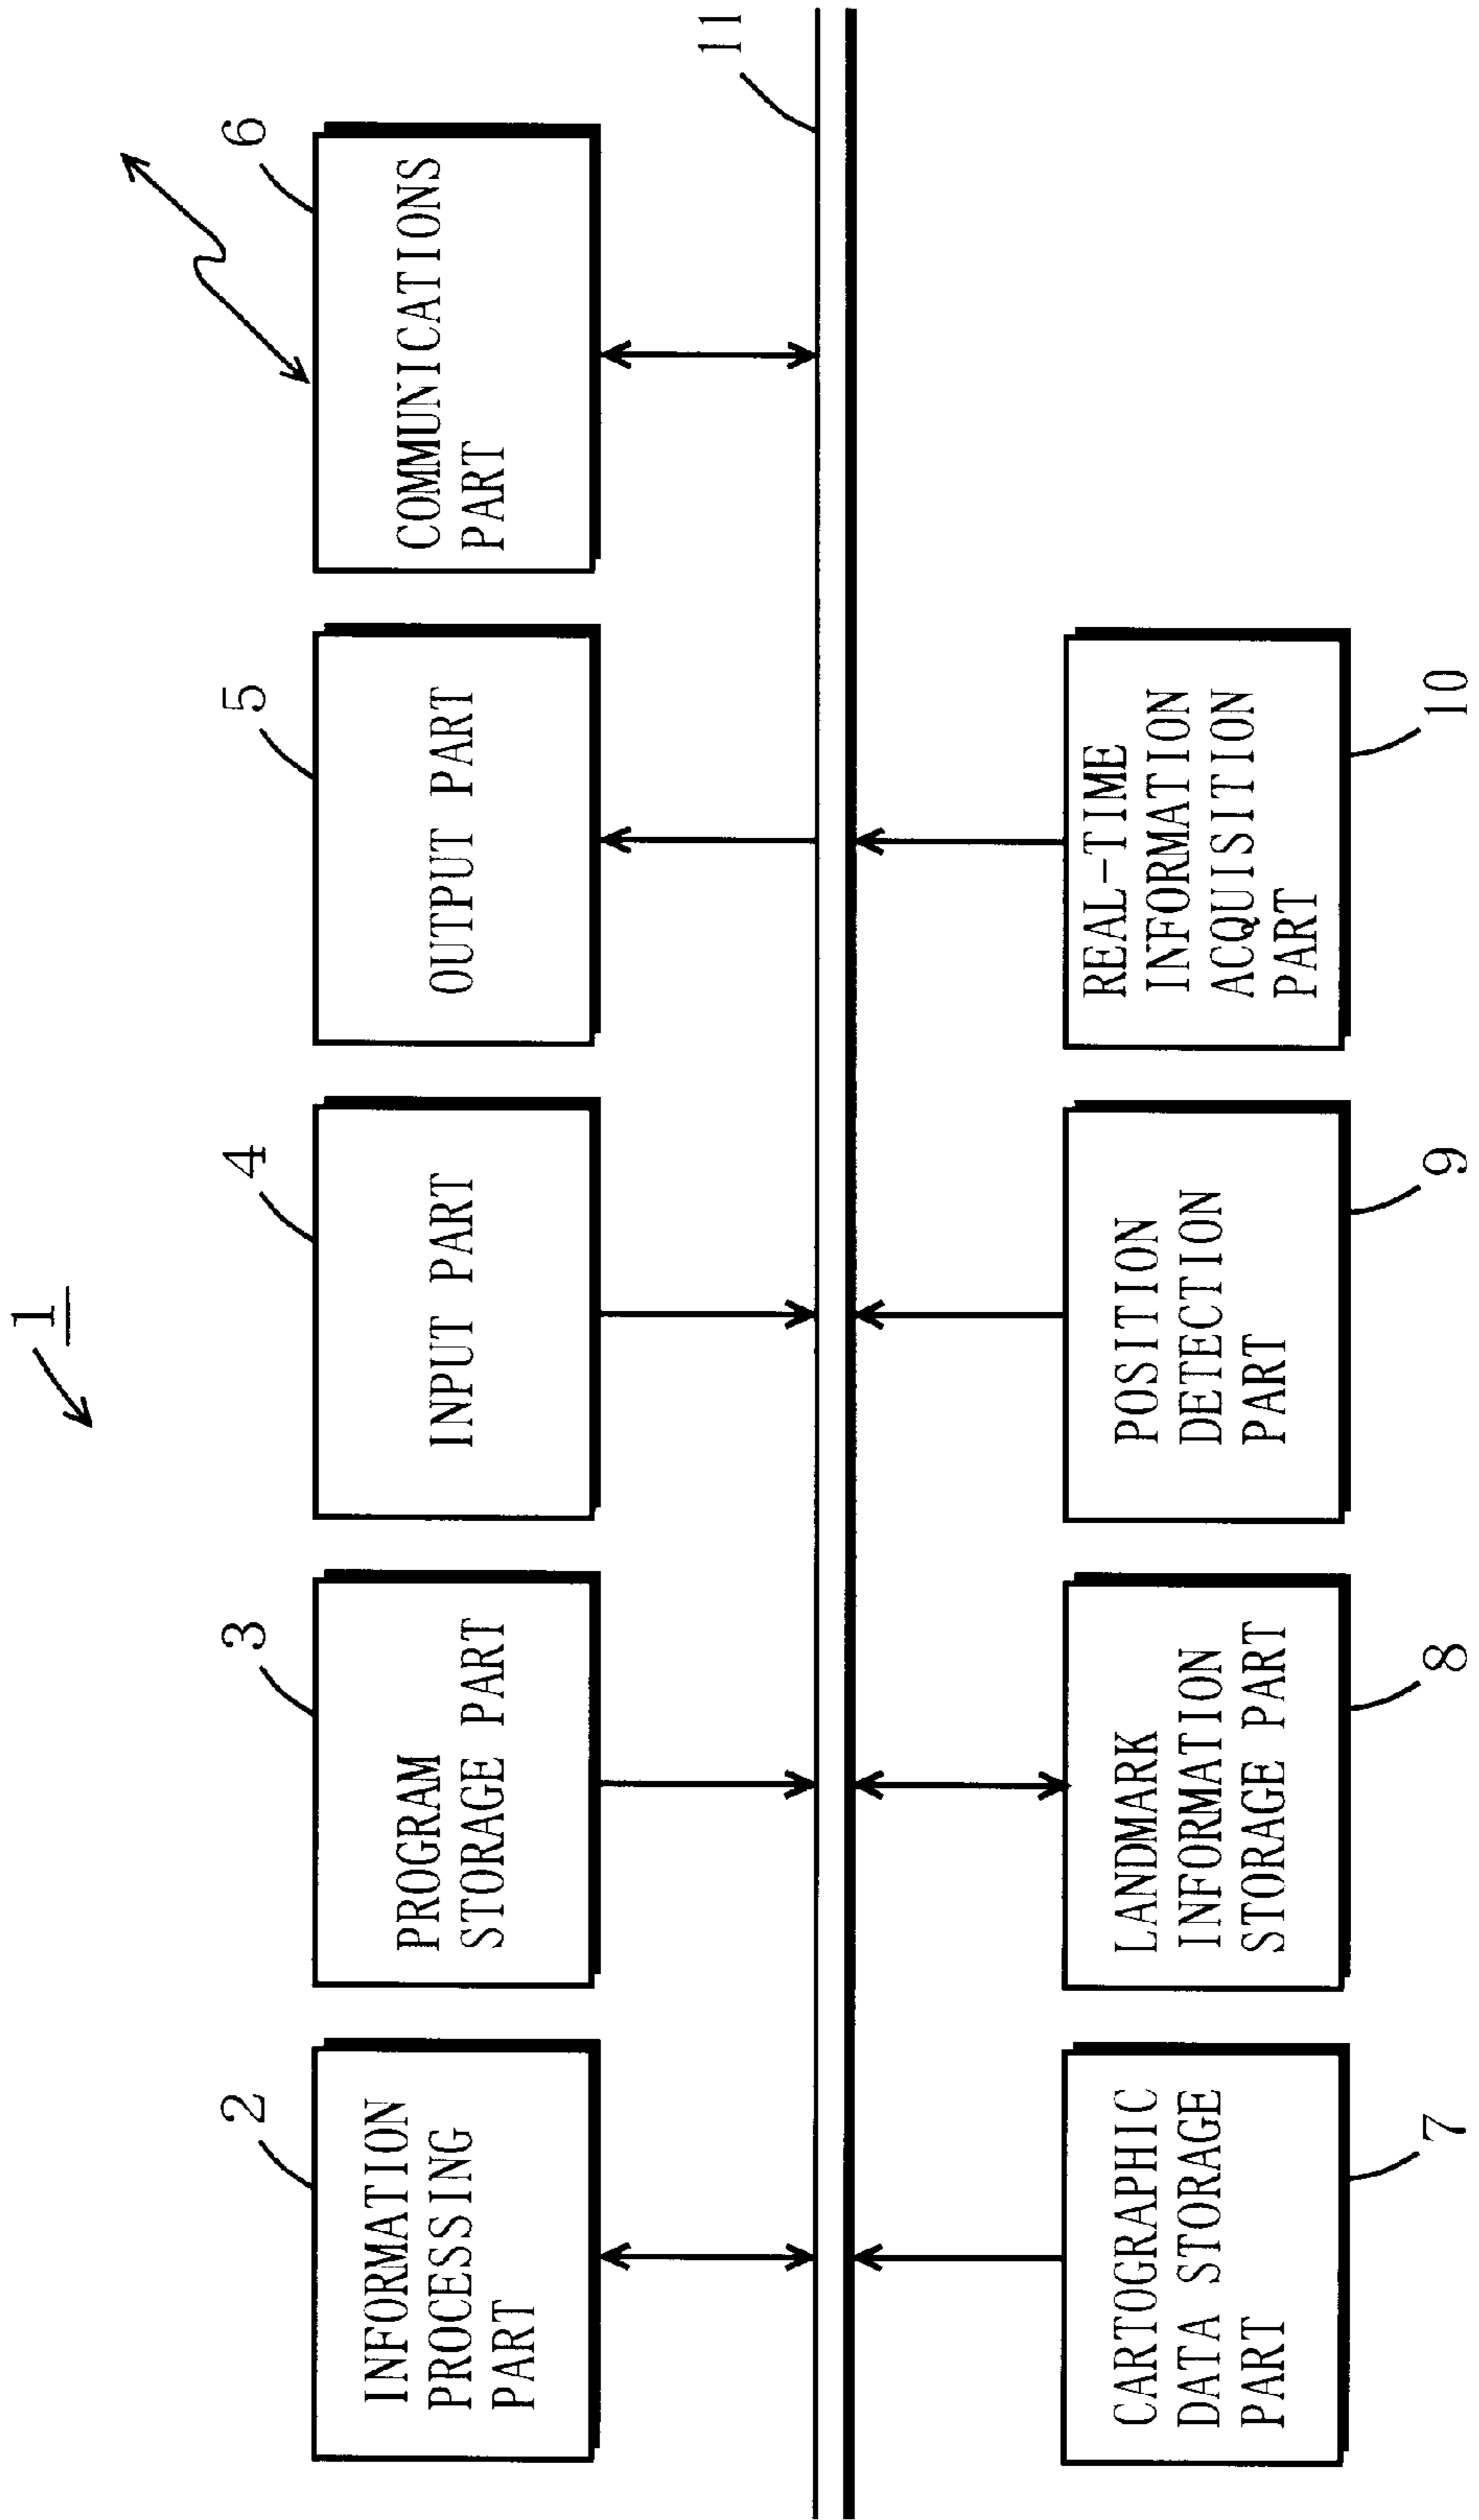 1
2
INFORMATION
PROCESSING
PART
3
PROGRAM
STORAGE PART
4
INPUT PART
5
OUTPUT PART
6
COMMUNICATIONS
PART
11
CARTOGRAPHIC
DATA STORAGE
PART
7
LANDMARK
INFORMATION
STORAGE PART
8
POSITION
DETECTION
PART
9
REAL-TIME
INFORMATION
ACQUISITION
PART
10